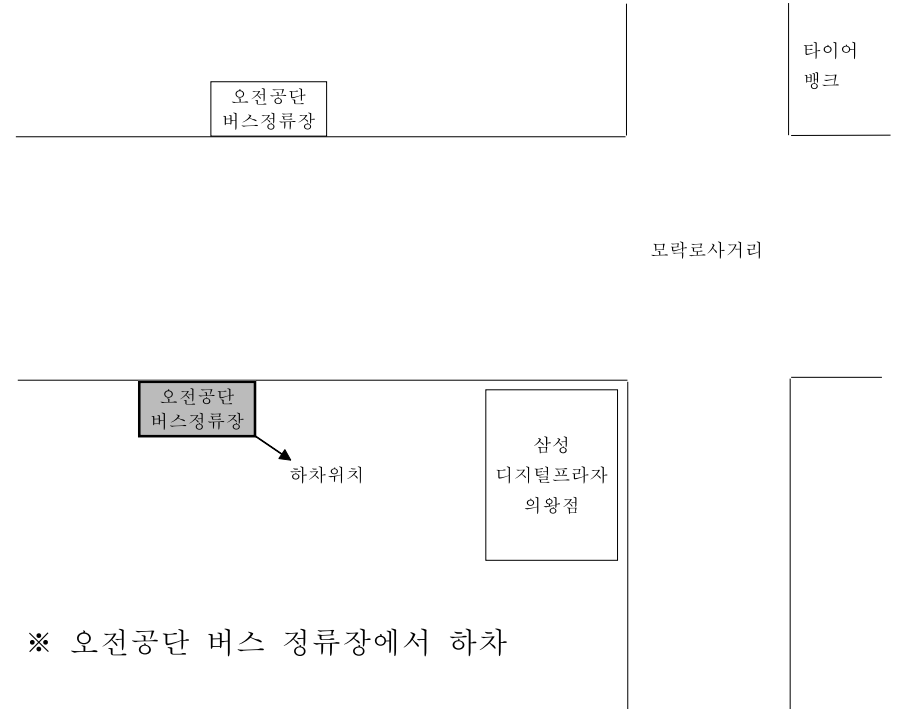 타이어
뱅크
오전공단
버스정류장
모락로사거리
오전공단
버스정류장
하차위치
삼성
디지털프라자
의왕점
※ 오전공단 버스 정류장에서 하차